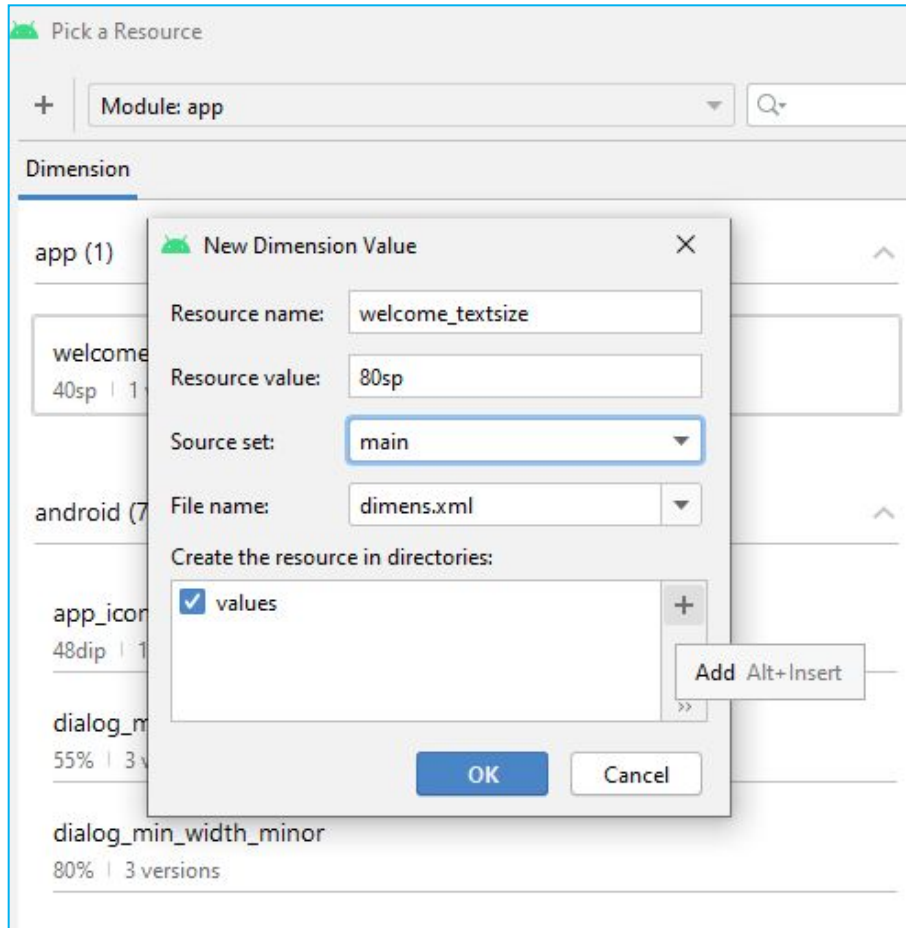 Pick a Resource
Module: app
Dimension
app (1)
New Dimension Value
Resource name: welcome_textsize
welcome
Resource value: 80sp
40sp | 1
Source set: main
android (7
File name: dimens.xml
Create the resource in directories:
values
app_icon
48dip | 1
Add Alt+Insert
dialog_m
55% | 3
OK Cancel
dialog_min_width_minor
80% | 3 versions